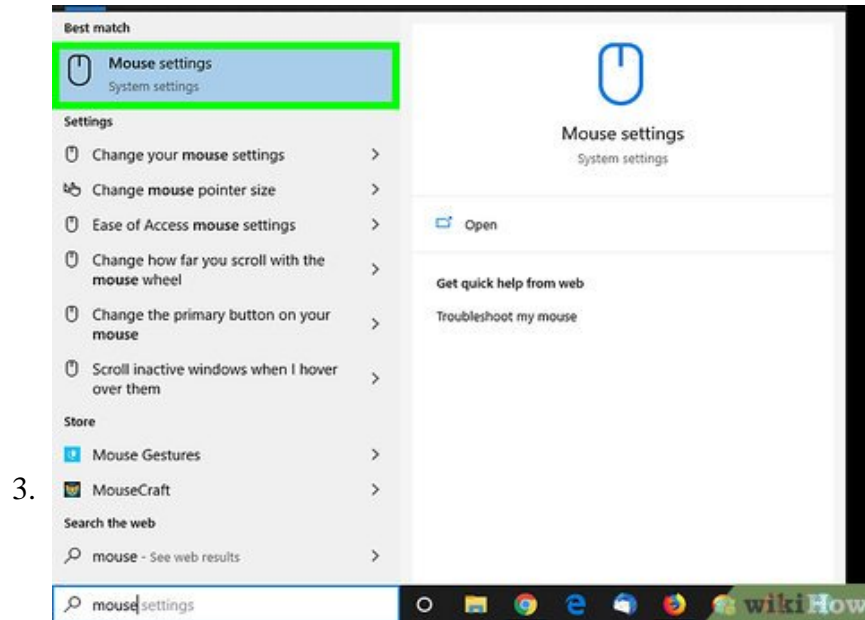 Best match
Mouse settings
System settings
Settings
Change your mouse settings
Change mouse pointer size
Ease of Access mouse settings
Change how far you scroll with the
mouse wheel
Change the primary button on your
mouse
Scroll inactive windows when I hover
over them
Store
Mouse Gestures
MouseCraft
Search the web
mouse - See web results
mouse settings
Mouse settings
System settings
Open
Get quick help from web
Troubleshoot my mouse
3.
wikiHow